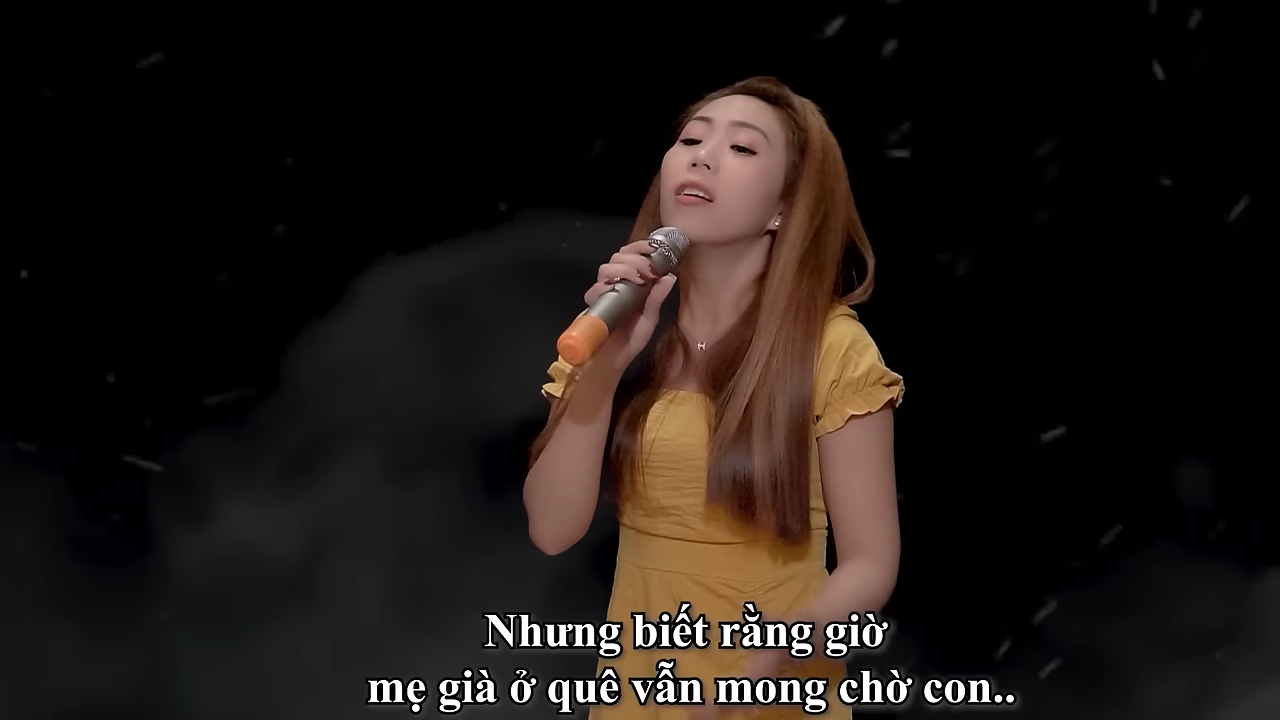 Nhưng biết rằng giờ
mẹ già ở quê vẫn mong chờ con..